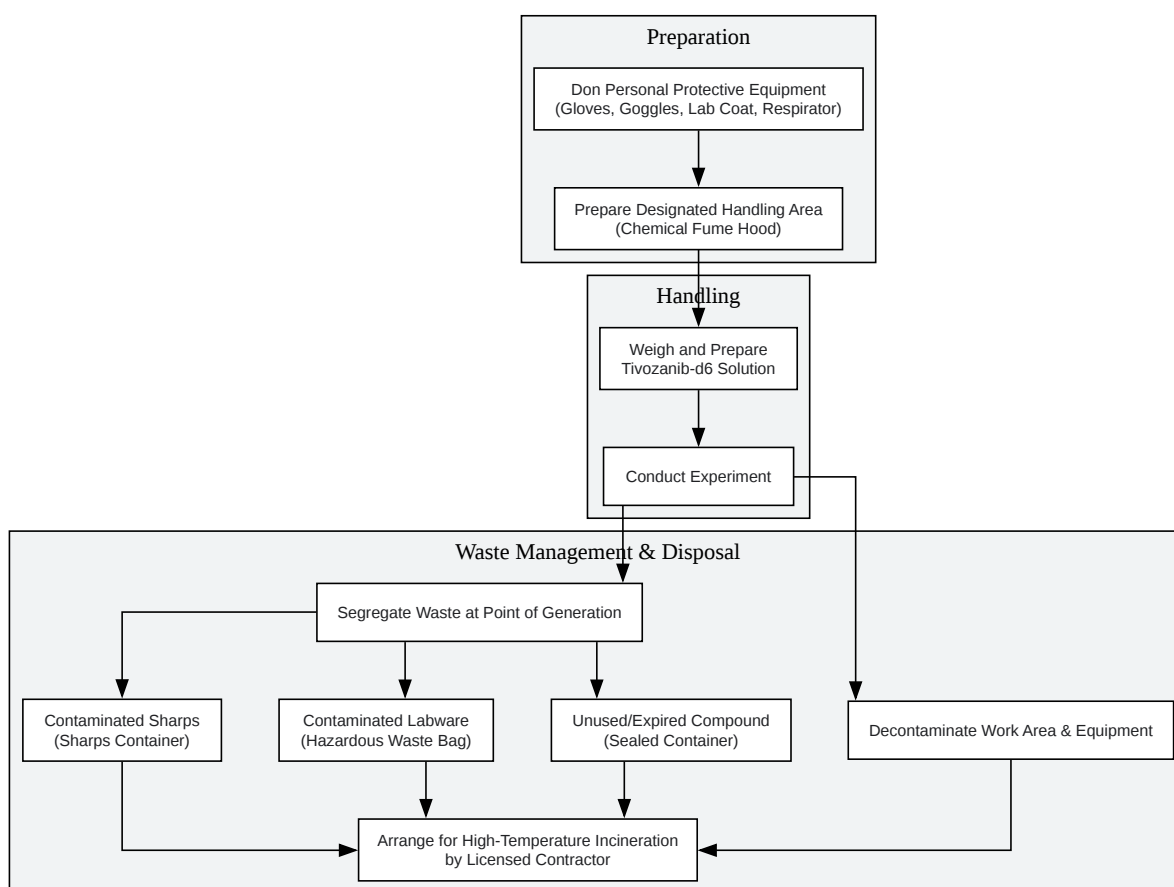 Preparation
Don Personal Protective Equipment
(Gloves, Goggles, Lab Coat, Respirator)
Prepare Designated Handling Area
(Chemical Fume Hood)
Handling
Weigh and Prepare
Tivozanib-d6 Solution
Conduct Experiment
Waste Management & Disposal
Segregate Waste at Point of Generation
Contaminated Sharps
(Sharps Container)
Contaminated Labware
(Hazardous Waste Bag)
Unused/Expired Compound
(Sealed Container)
Decontaminate Work Area & Equipment
Arrange for High-Temperature Incineration
by Licensed Contractor